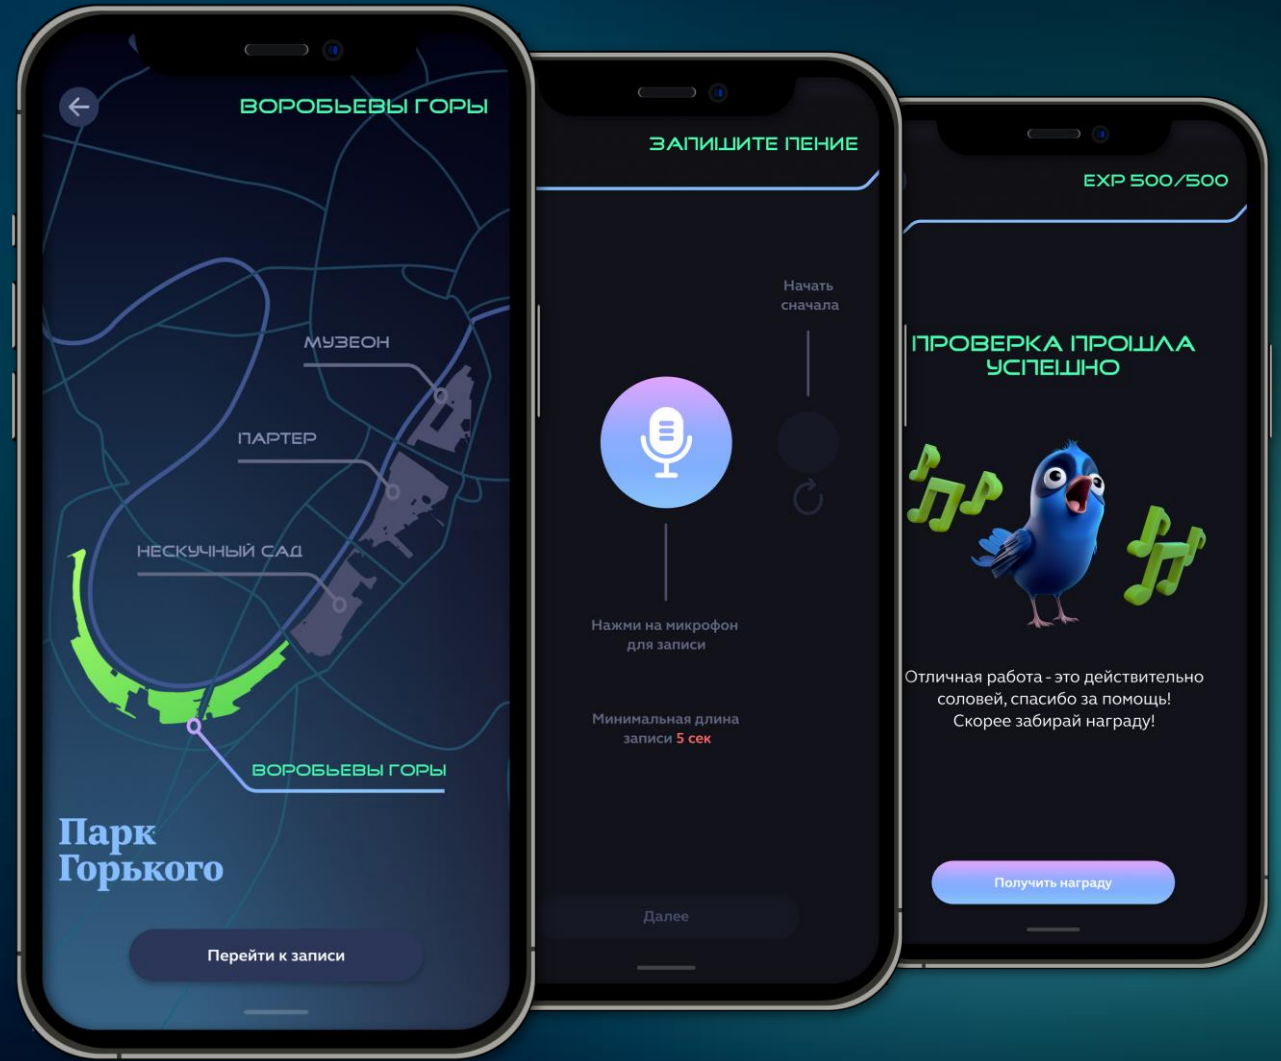 ВОРОБЬЕВЫ ГОРЫ
МУЗЕОН
ПАРТЕР
НЕСКУЧНЫЙ САД
ВОРОБЬЕВЫ ГОРЫ
Парк
Горького
Перейти к записи
ЗАПИШИТЕ ПЕНИЕ
Начать
сначала
Нажми на микрофон
для записи
Минимальная длина
записи 5 сек
Далее
EXP 500/500
ПРОВЕРКА ПРОШЛА
УСПЕШНО
Отличная работа - это действительно
соловей, спасибо за помощь!
Скорее забирай награду!
Получить награду